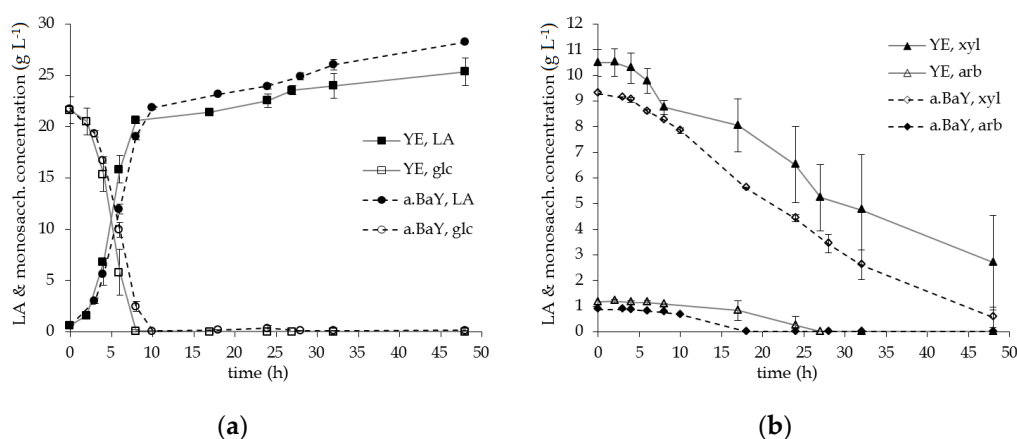 LA & monosacch. concentration (g L-1)
30
25
20
15
10
5
0
YE, LA
YE, glc
a.BaY, LA
a.BaY, glc
0 5 10 15 20 25 30 35 40 45 50
time (h)
(a)
LA & monosacch. concentration (g L-1)
12
11
10
9
8
7
6
5
4
3
2
1
0
YE, xyl
YE, arb
a.BaY, xyl
a.BaY, arb
0 5 10 15 20 25 30 35 40 45 50
time (h)
(b)